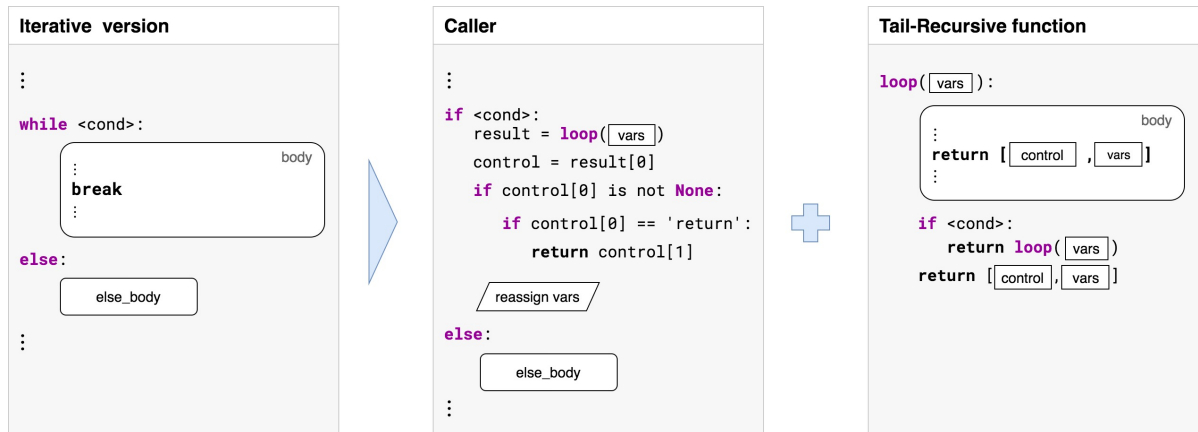 Iterative version
⋮
while <cond>:
body
⋮
break
⋮
else:
else_body
⋮
Caller
⋮
if <cond>:
result = loop( vars )
control = result[0]
if control[0] is not None:
if control[0] == 'return':
return control[1]
reassign vars
else:
else_body
⋮
Tail-Recursive function
loop( vars ):
body
⋮
return [ control , vars ]
⋮
if <cond>:
return loop( vars )
return [ control , vars ]